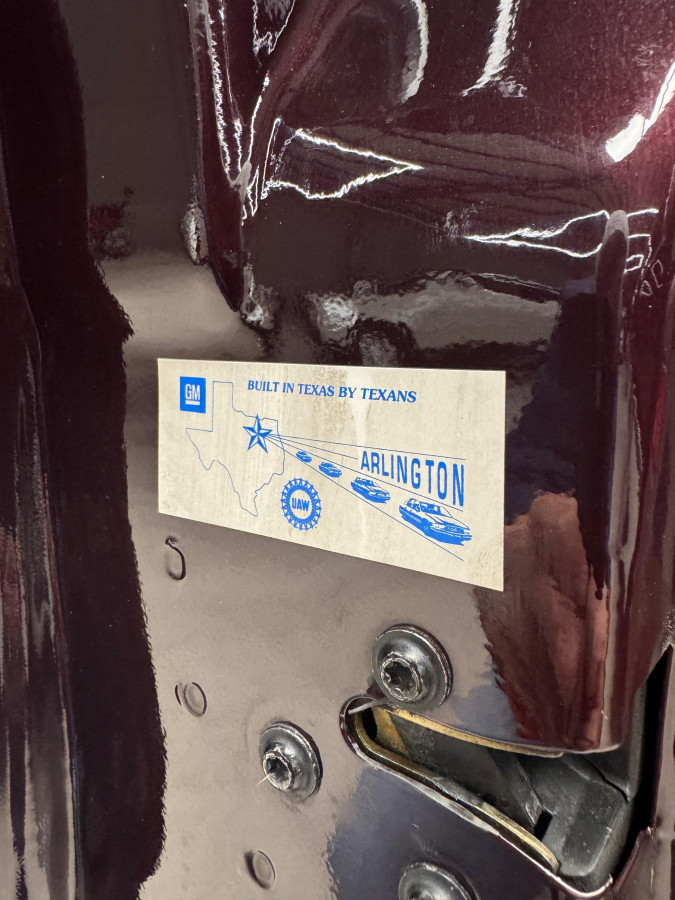 GM
BUILT IN TEXAS BY TEXANS
ARLINGTON
UAW